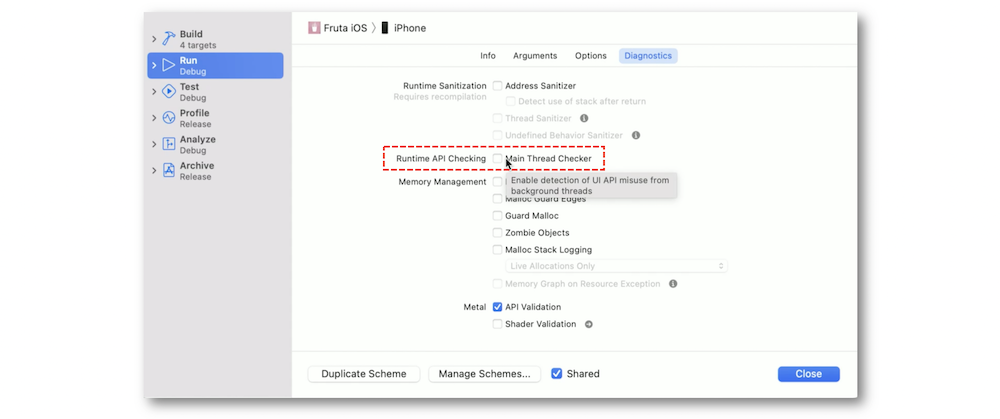 Fruta iOS 〉 iPhone
Build
4 targets
Run
Debug
Test
Debug
Profile
Release
Analyze
Debug
Archive
Release
Info Arguments Options Diagnostics
Runtime Sanitization Address Sanitizer
Requires recompilation
Detect use of stack after return
Thread Sanitizer
Undefined Behavior Sanitizer
Runtime API Checking Main Thread Checker
Enable detection of UI API misuse from
background threads
Memory Management
Malloc Guard Edges
Guard Malloc
Zombie Objects
Malloc Stack Logging
Live Allocations Only
Memory Graph on Resource Exception
Metal API Validation
Shader Validation
Duplicate Scheme Manage Schemes... Shared Close